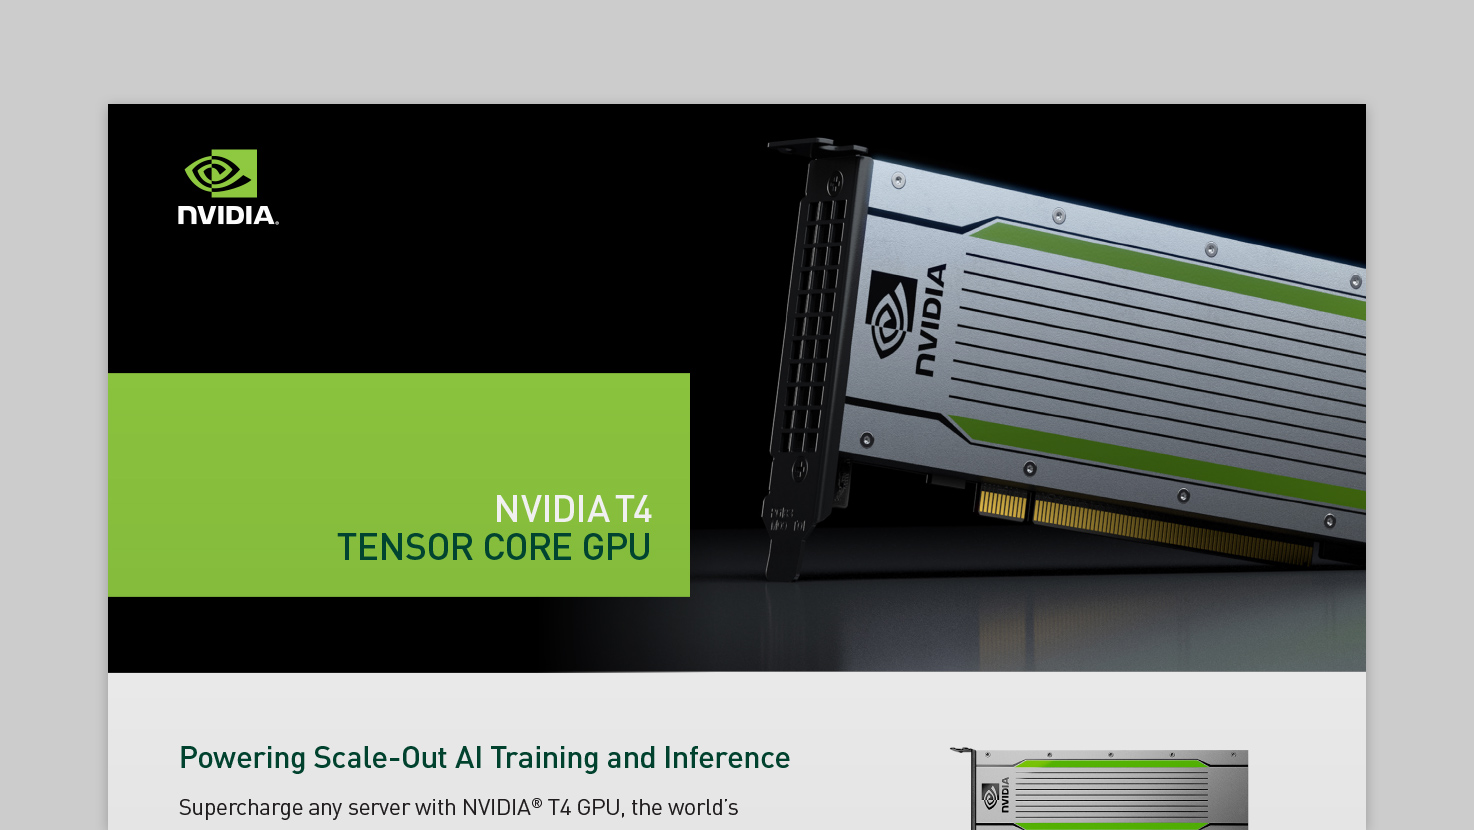 NVIDIA®
NVIDIA
NVIDIA T4
TENSOR CORE GPU
Powering Scale-Out AI Training and Inference
Supercharge any server with NVIDIA® T4 GPU, the world’s
NVIDIA